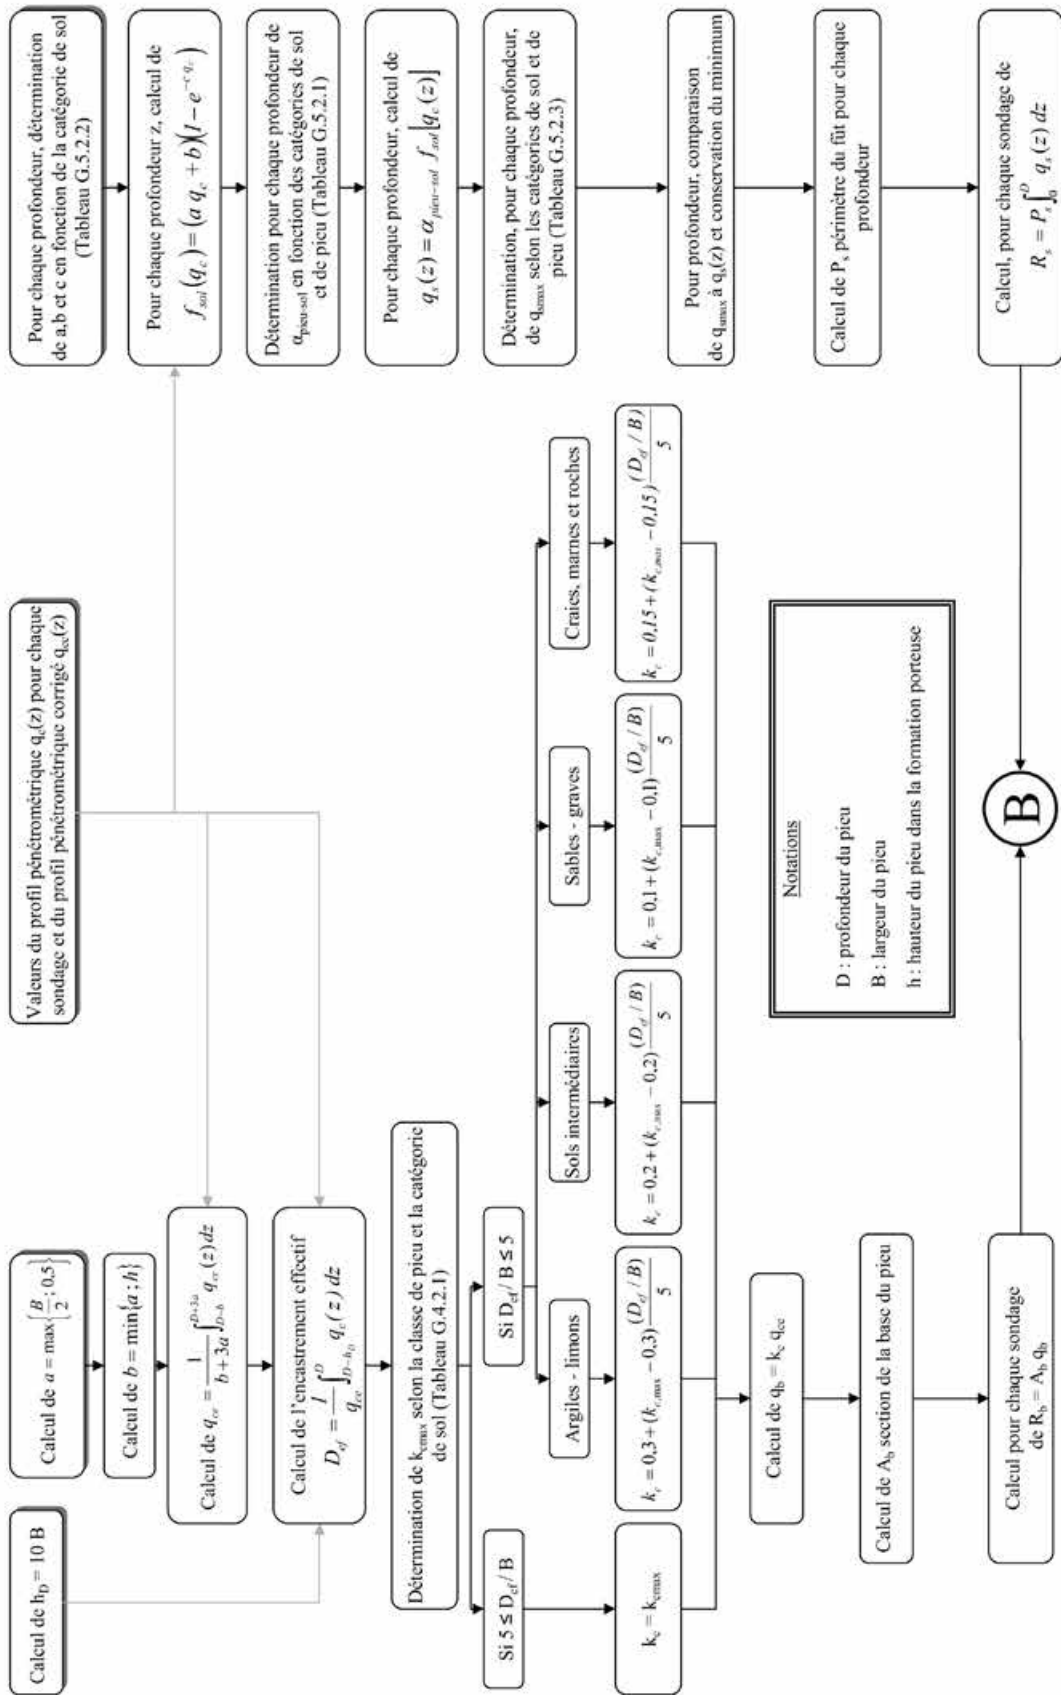 Calcul de h_D = 10 B
Calcul de a = max{B/2 ; 0,5}
Calcul de b = min{a ; h}
Calcul de q_ce = 1/(b + 3a) ∫_{D-b}^{D+3a} q_cc(z) dz
Calcul de l'encastrement effectif
D_ef = 1/q_ce ∫_{D-h_D}^{D} q_c(z) dz
Détermination de k_cmax selon la classe de pieu et la catégorie
de sol (Tableau G.4.2.1)
Si 5 ≤ D_ef / B
Si D_ef / B ≤ 5
k_c = k_cmax
Argiles - limons
k_c = 0,3 + (k_c,max − 0,3) (D_ef / B)/5
Sols intermédiaires
k_c = 0,2 + (k_c,max − 0,2) (D_ef / B)/5
Sables - graves
k_c = 0,1 + (k_c,max − 0,1) (D_ef / B)/5
Craies, marnes et roches
k_c = 0,15 + (k_c,max − 0,15) (D_ef / B)/5
Calcul de q_b = k_c q_ce
Calcul de A_b section de la base du pieu
Calcul pour chaque sondage
de R_b = A_b q_b
Valeurs du profil pénétrométrique q_c(z) pour chaque
sondage et du profil pénétrométrique corrigé q_cc(z)
Notations
D : profondeur du pieu
B : largeur du pieu
h : hauteur du pieu dans la formation porteuse
B
Pour chaque profondeur, détermination
de a,b et c en fonction de la catégorie de sol
(Tableau G.5.2.2)
Pour chaque profondeur z, calcul de
f_sol(q_c) = (a q_c + b)(1 − e^{−c q_c})
Détermination pour chaque profondeur de
α_pieu-sol en fonction des catégories de sol
et de pieu (Tableau G.5.2.1)
Pour chaque profondeur, calcul de
q_s(z) = α_pieu-sol f_sol[q_c(z)]
Détermination, pour chaque profondeur,
de q_smax selon les catégories de sol et de
pieu (Tableau G.5.2.3)
Pour profondeur, comparaison
de q_smax à q_s(z) et conservation du minimum
Calcul de P_s périmètre du fût pour chaque
profondeur
Calcul, pour chaque sondage de
R_s = P_s ∫_0^D q_s(z) dz